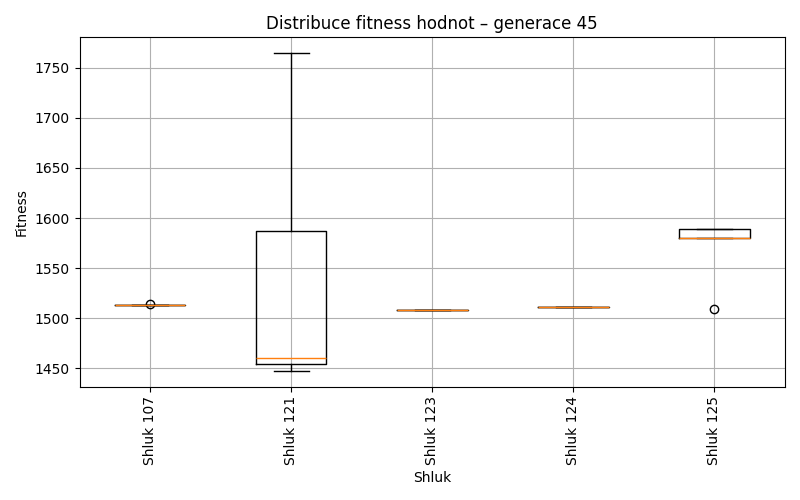 Distribuce fitness hodnot – generace 45
Fitness
1750
1700
1650
1600
1550
1500
1450
Shluk 107
Shluk 121
Shluk 123
Shluk 124
Shluk 125
Shluk